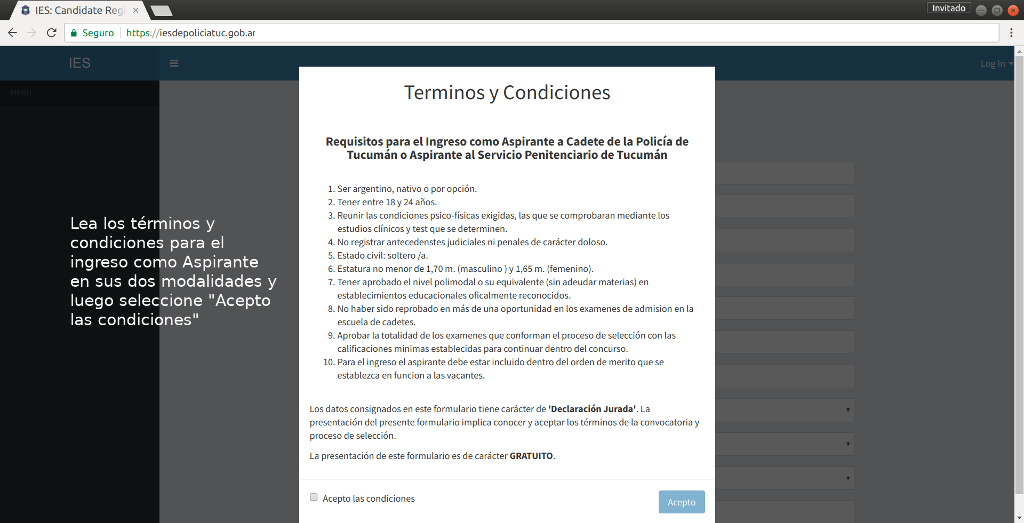 IES: Candidate Reg
Invitado
Seguro https://iesdepoliciatuc.gob.ar
IES
Log In
MENU
Lea los términos y
condiciones para el
ingreso como Aspirante
en sus dos modalidades y
luego seleccione "Acepto
las condiciones"
Terminos y Condiciones
Requisitos para el Ingreso como Aspirante a Cadete de la Policía de
Tucumán o Aspirante al Servicio Penitenciario de Tucumán
1. Ser argentino, nativo o por opción.
2. Tener entre 18 y 24 años.
3. Reunir las condiciones psico-físicas exigidas, las que se comprobaran mediante los
estudios clínicos y test que se determinen.
4. No registrar antecedenstes judiciales ni penales de carácter doloso.
5. Estado civil: soltero /a.
6. Estatura no menor de 1,70 m. (masculino ) y 1,65 m. (femenino).
7. Tener aprobado el nivel polimodal o su equivalente (sin adeudar materias) en
establecimientos educacionales oficalmente reconocidos.
8. No haber sido reprobado en más de una oportunidad en los examenes de admision en la
escuela de cadetes.
9. Aprobar la totalidad de los examenes que conforman el proceso de selección con las
calificaciones minimas establecidas para continuar dentro del concurso.
10. Para el ingreso el aspirante debe estar incluido dentro del orden de merito que se
establezca en funcion a las vacantes.
Los datos consignados en este formulario tiene carácter de 'Declaración Jurada'. La
presentación del presente formulario implica conocer y aceptar los términos de la convocatoria y
proceso de selección.
La presentación de este formulario es de carácter GRATUITO.
Acepto las condiciones
Acepto